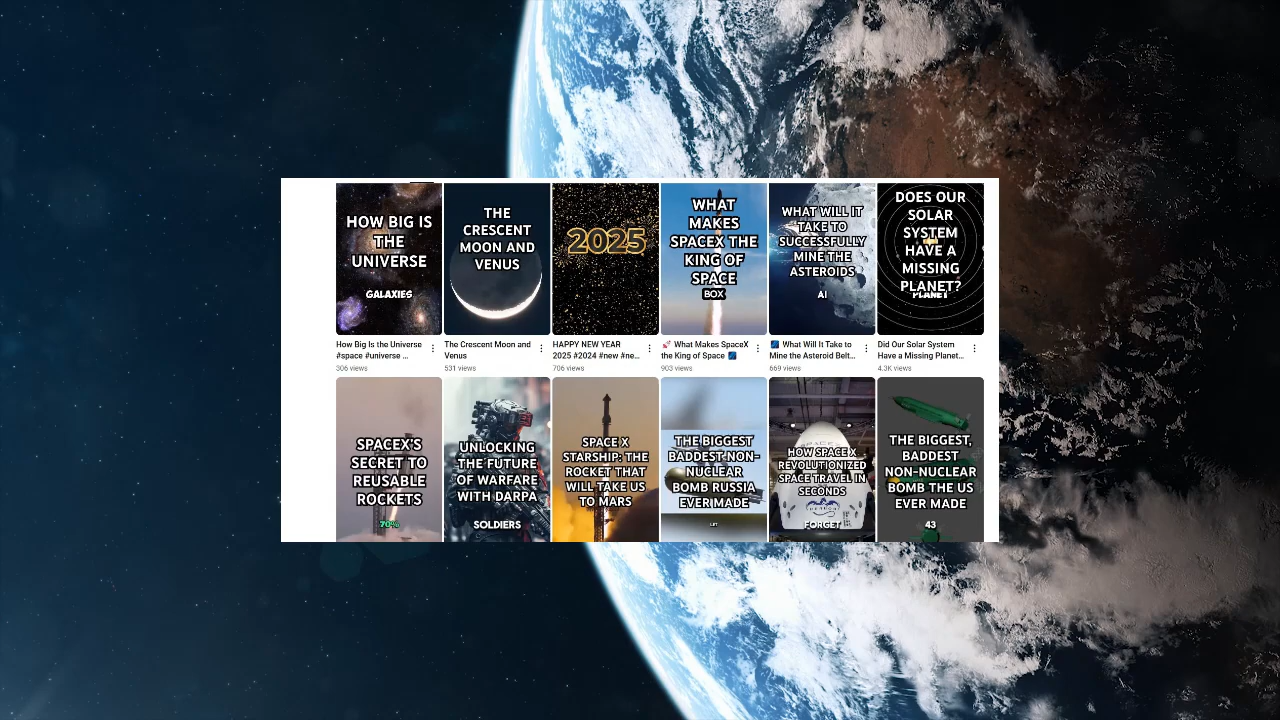 HOW BIG IS
THE
UNIVERSE
GALAXIES
THE
CRESCENT
MOON AND
VENUS
2025
WHAT
MAKES
SPACEX THE
KING OF
SPACE
BOX
WHAT WILL IT
TAKE TO
SUCCESSFULLY
MINE THE
ASTEROIDS
AI
DOES OUR
SOLAR
SYSTEM
HAVE A
MISSING
PLANET?
PLANET
How Big Is the Universe
#space #universe ...
306 views
The Crescent Moon and
Venus
531 views
HAPPY NEW YEAR
2025 #2024 #new #ne...
706 views
🚀 What Makes SpaceX
the King of Space 🌌
903 views
🌌 What Will It Take to
Mine the Asteroid Belt...
669 views
Did Our Solar System
Have a Missing Planet...
4.3K views
SPACEX'S
SECRET TO
REUSABLE
ROCKETS
70%
UNLOCKING
THE FUTURE
OF WARFARE
WITH DARPA
SOLDIERS
SPACE X
STARSHIP: THE
ROCKET THAT
WILL TAKE US
TO MARS
THE BIGGEST
BADDEST NON-
NUCLEAR
BOMB RUSSIA
EVER MADE
HOW SPACE X
REVOLUTIONIZED
SPACE TRAVEL IN
SECONDS
FORGET
THE BIGGEST,
BADDEST
NON-NUCLEAR
BOMB THE US
EVER MADE
43